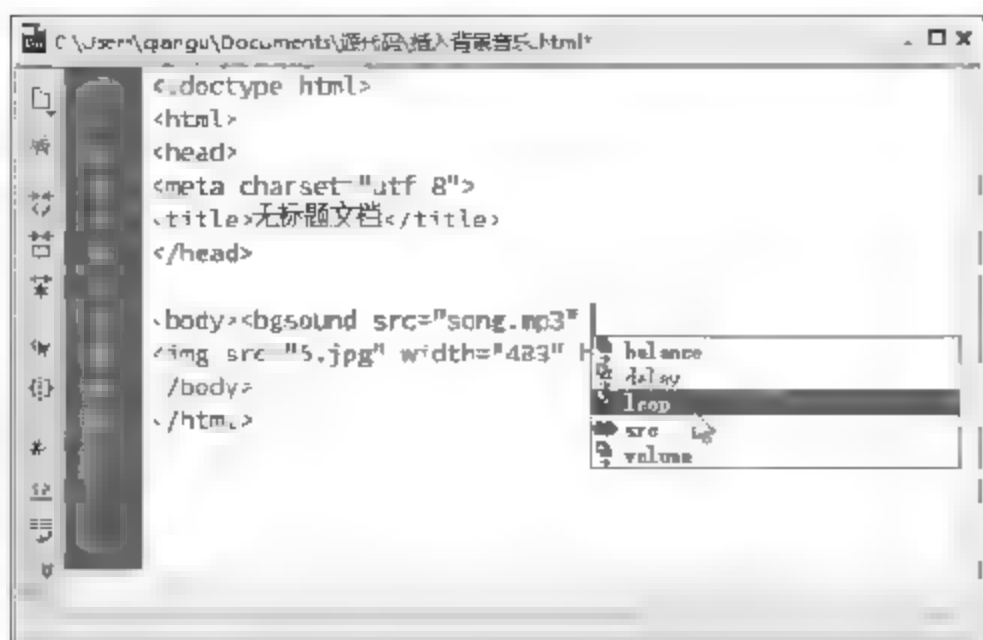 C:\Users\qiangu\Documents\源代码\插入背景音乐.html*
<!doctype html>
<html>
<head>
<meta charset="utf-8">
<title>无标题文档</title>
</head>
<body><bgsound src="song.mp3"
<img src="5.jpg" width="483" h
</body>
</html>
balance
delay
loop
src
volume